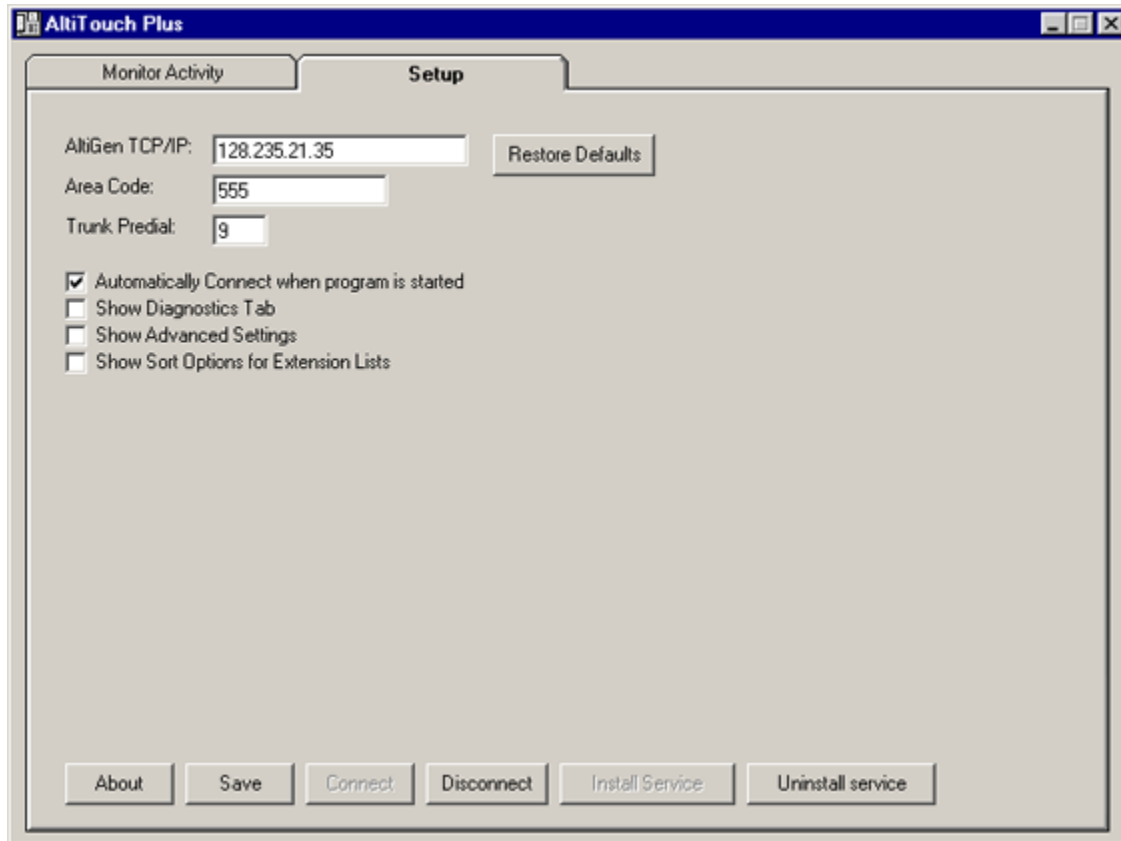 AltiTouch Plus
Monitor Activity
Setup
AltiGen TCP/IP: 128.235.21.35 Restore Defaults
Area Code: 555
Trunk Predial: 9
Automatically Connect when program is started
Show Diagnostics Tab
Show Advanced Settings
Show Sort Options for Extension Lists
About Save Connect Disconnect Install Service Uninstall service